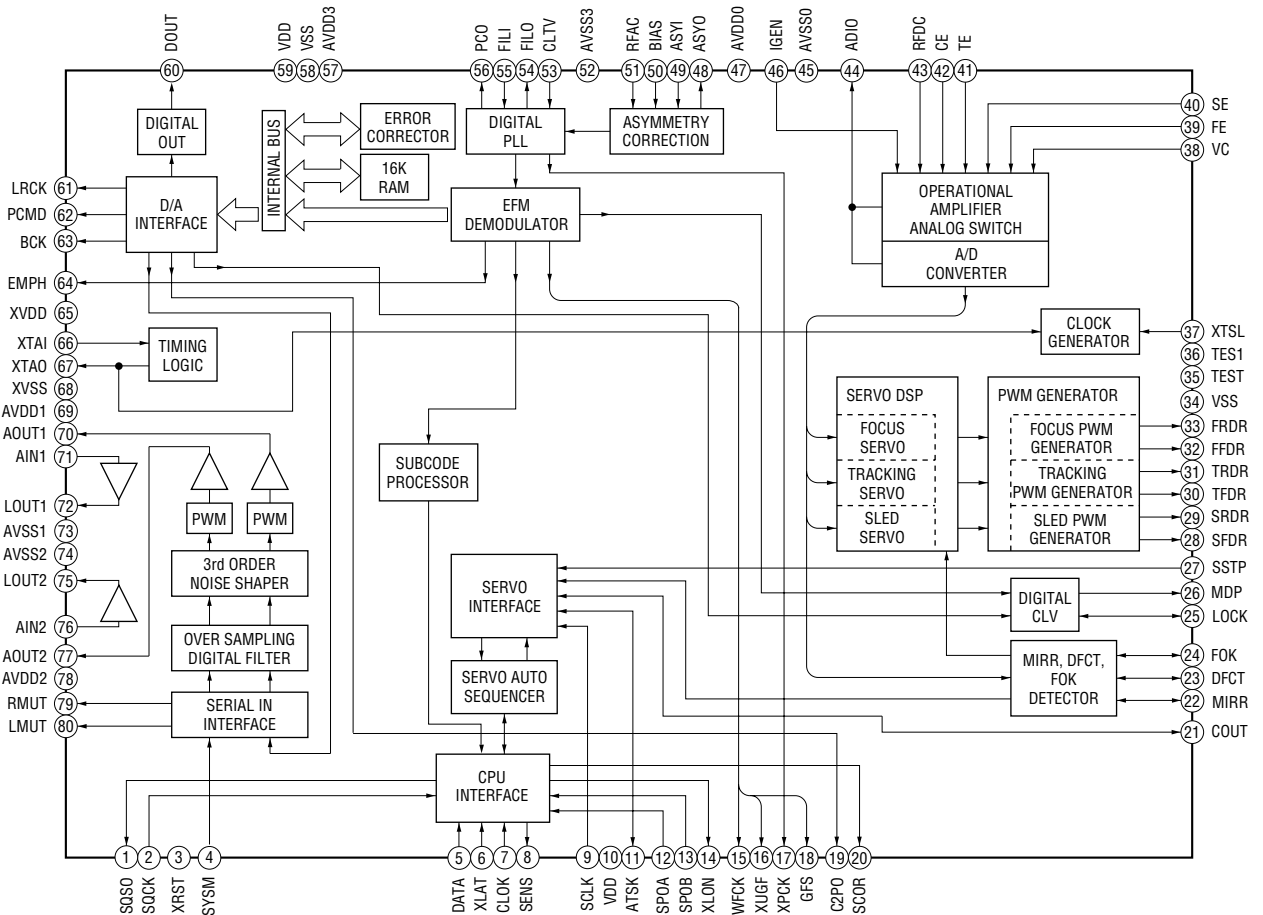 DOUT
VDD
VSS
AVDD3
PCO
FILI
FILO
CLTV
AVSS3
RFAC
BIAS
ASYI
ASYO
AVDD0
IGEN
AVSS0
ADIO
RFDC
CE
TE
60
59
58
57
56
55
54
53
52
51
50
49
48
47
46
45
44
43
42
41
40 SE
39 FE
38 VC
DIGITAL
OUT
INTERNAL BUS
ERROR
CORRECTOR
16K
RAM
DIGITAL
PLL
ASYMMETRY
CORRECTION
LRCK 61
PCMD 62
BCK 63
D/A
INTERFACE
EFM
DEMODULATOR
OPERATIONAL
AMPLIFIER
ANALOG SWITCH
A/D
CONVERTER
EMPH 64
XVDD 65
XTAI 66
XTAO 67
XVSS 68
AVDD1 69
AOUT1 70
AIN1 71
LOUT1 72
AVSS1 73
AVSS2 74
LOUT2 75
AIN2 76
AOUT2 77
AVDD2 78
RMUT 79
LMUT 80
TIMING
LOGIC
CLOCK
GENERATOR
37 XTSL
36 TES1
35 TEST
34 VSS
33 FRDR
32 FFDR
31 TRDR
30 TFDR
29 SRDR
28 SFDR
27 SSTP
26 MDP
25 LOCK
24 FOK
23 DFCT
22 MIRR
21 COUT
SERVO DSP
FOCUS
SERVO
TRACKING
SERVO
SLED
SERVO
PWM GENERATOR
FOCUS PWM
GENERATOR
TRACKING
PWM GENERATOR
SLED PWM
GENERATOR
SUBCODE
PROCESSOR
PWM
PWM
3rd ORDER
NOISE SHAPER
OVER SAMPLING
DIGITAL FILTER
SERIAL IN
INTERFACE
SERVO
INTERFACE
SERVO AUTO
SEQUENCER
DIGITAL
CLV
MIRR, DFCT,
FOK
DETECTOR
CPU
INTERFACE
1
2
3
4
5
6
7
8
9
10
11
12
13
14
15
16
17
18
19
20
SQSO
SQCK
XRST
SYSM
DATA
XLAT
CLOK
SENS
SCLK
VDD
ATSK
SPOA
SPOB
XLON
WFCK
XUGF
XPCK
GFS
C2PO
SCOR